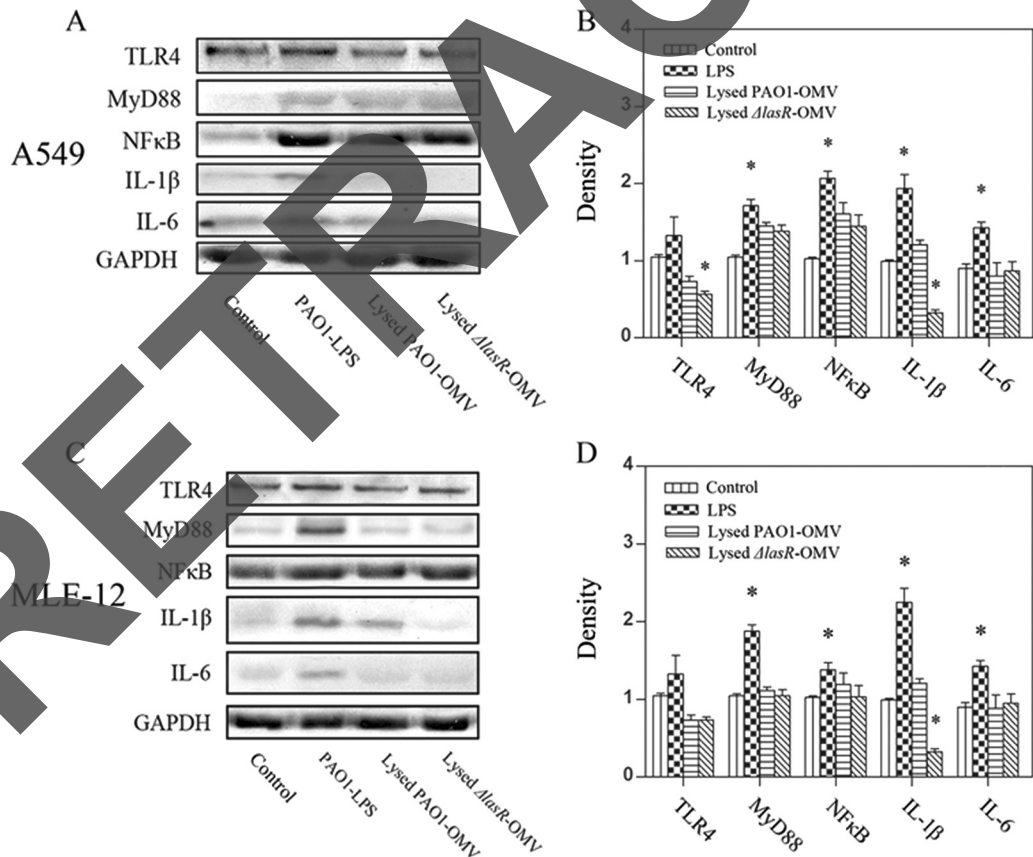 A
A549
TLR4
MyD88
NFκB
IL-1β
IL-6
GAPDH
Control
PAO1-LPS
Lysed PAO1-OMV
Lysed ΔlasR-OMV
B
4
3
2
1
0
Density
Control
LPS
Lysed PAO1-OMV
Lysed ΔlasR-OMV
*
*
*
*
*
*
TLR4
MyD88
NFκB
IL-1β
IL-6
C
MLE-12
TLR4
MyD88
NFκB
IL-1β
IL-6
GAPDH
Control
PAO1-LPS
Lysed PAO1-OMV
Lysed ΔlasR-OMV
D
4
3
2
1
0
Density
Control
LPS
Lysed PAO1-OMV
Lysed ΔlasR-OMV
*
*
*
*
*
TLR4
MyD88
NFκB
IL-1β
IL-6
RETRAC